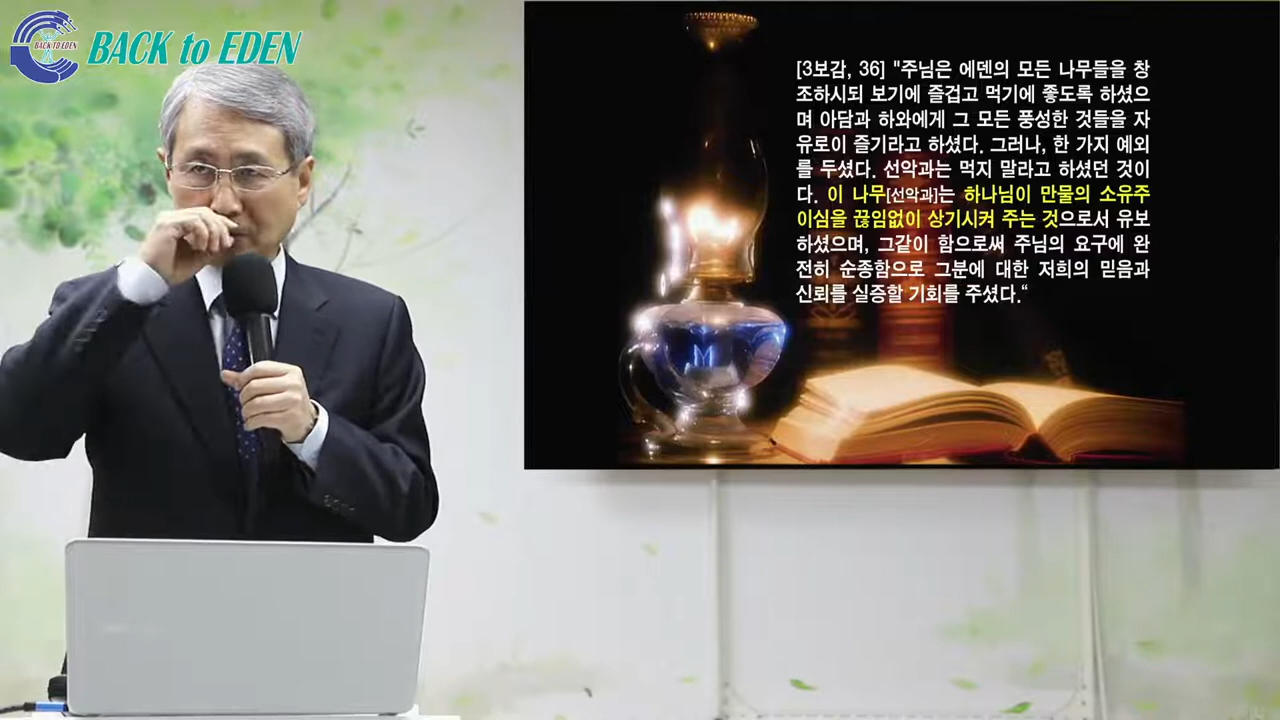 BACK TO EDEN
BACK to EDEN
[3보감, 36] "주님은 에덴의 모든 나무들을 창
조하시되 보기에 즐겁고 먹기에 좋도록 하셨으
며 아담과 하와에게 그 모든 풍성한 것들을 자
유로이 즐기라고 하셨다. 그러나, 한 가지 예외
를 두셨다. 선악과는 먹지 말라고 하셨던 것이
다. 이 나무[선악과]는 하나님이 만물의 소유주
이심을 끊임없이 상기시켜 주는 것으로서 유보
하셨으며, 그같이 함으로써 주님의 요구에 완
전히 순종함으로 그분에 대한 저희의 믿음과
신뢰를 실증할 기회를 주셨다.“